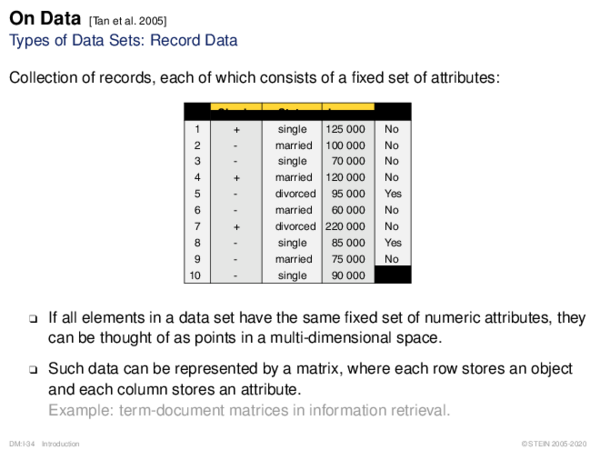 On Data [Tan et al. 2005]
Types of Data Sets: Record Data
Collection of records, each of which consists of a fixed set of attributes:
1 + single 125 000 No
2 - married 100 000 No
3 - single 70 000 No
4 + married 120 000 No
5 - divorced 95 000 Yes
6 - married 60 000 No
7 + divorced 220 000 No
8 - single 85 000 Yes
9 - married 75 000 No
10 - single 90 000
❑ If all elements in a data set have the same fixed set of numeric attributes, they
can be thought of as points in a multi-dimensional space.
❑ Such data can be represented by a matrix, where each row stores an object
and each column stores an attribute.
Example: term-document matrices in information retrieval.
DM:I-34 Introduction © STEIN 2005-2020